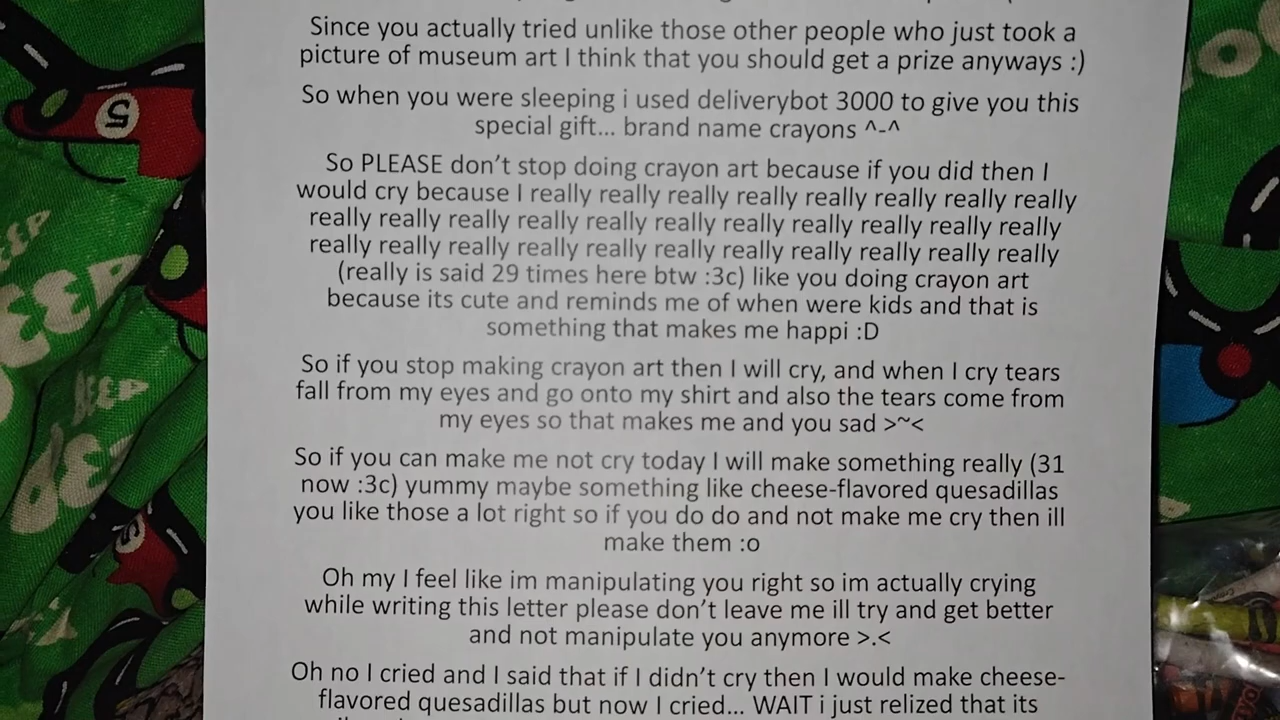 Since you actually tried unlike those other people who just took a
picture of museum art I think that you should get a prize anyways :)
So when you were sleeping i used deliverybot 3000 to give you this
special gift... brand name crayons ^-^
So PLEASE don't stop doing crayon art because if you did then I
would cry because I really really really really really really really really
really really really really really really really really really really really
really really really really really really really really really really really
(really is said 29 times here btw :3c) like you doing crayon art
because its cute and reminds me of when were kids and that is
something that makes me happi :D
So if you stop making crayon art then I will cry, and when I cry tears
fall from my eyes and go onto my shirt and also the tears come from
my eyes so that makes me and you sad >~<
So if you can make me not cry today I will make something really (31
now :3c) yummy maybe something like cheese-flavored quesadillas
you like those a lot right so if you do do and not make me cry then ill
make them :o
Oh my I feel like im manipulating you right so im actually crying
while writing this letter please don't leave me ill try and get better
and not manipulate you anymore >.<
Oh no I cried and I said that if I didn't cry then I would make cheese-
flavored quesadillas but now I cried... WAIT i just relized that its
5
BEEP
BEEP